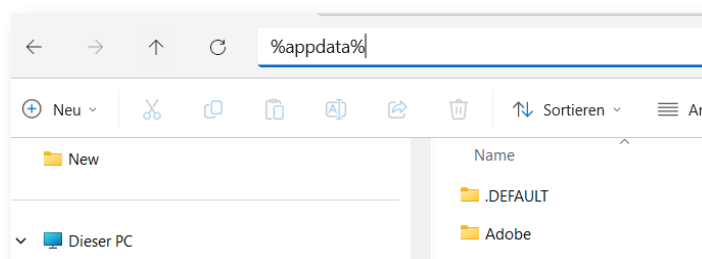 %appdata%
Neu
Sortieren
New
Name
.DEFAULT
Dieser PC
Adobe